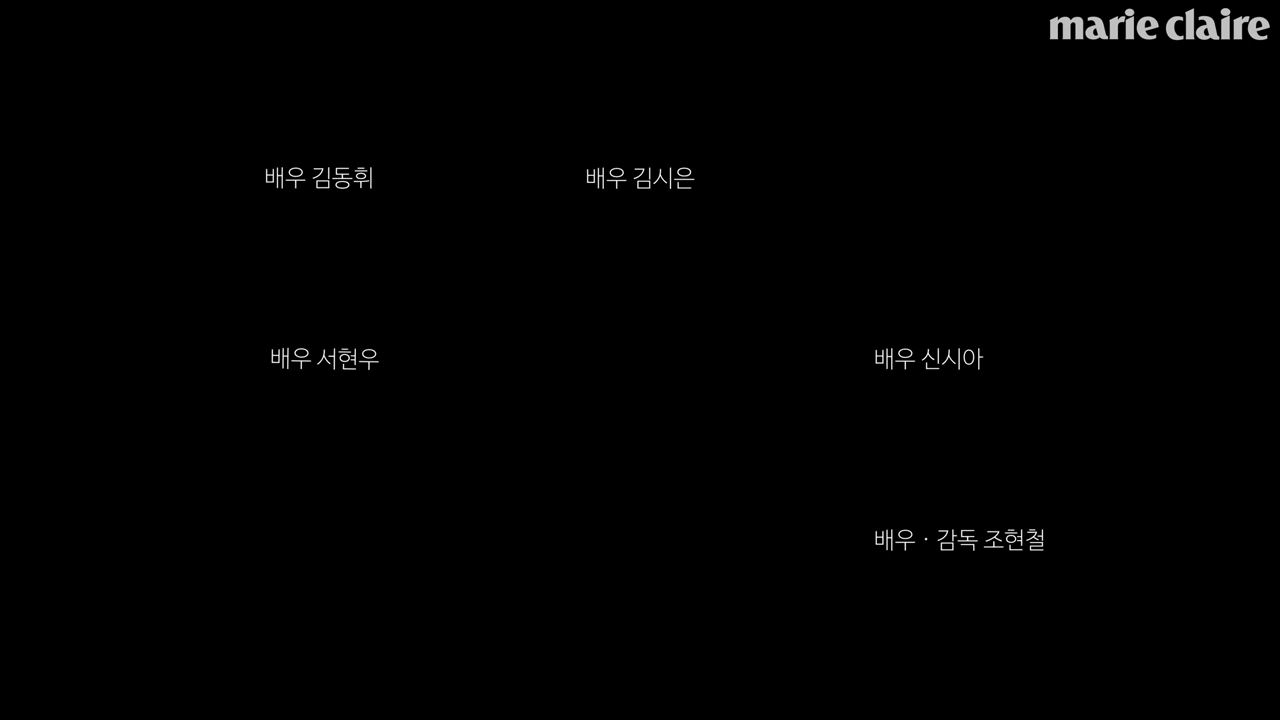 marie claire
배우 김동휘
배우 김시은
배우 서현우
배우 신시아
배우 · 감독 조현철